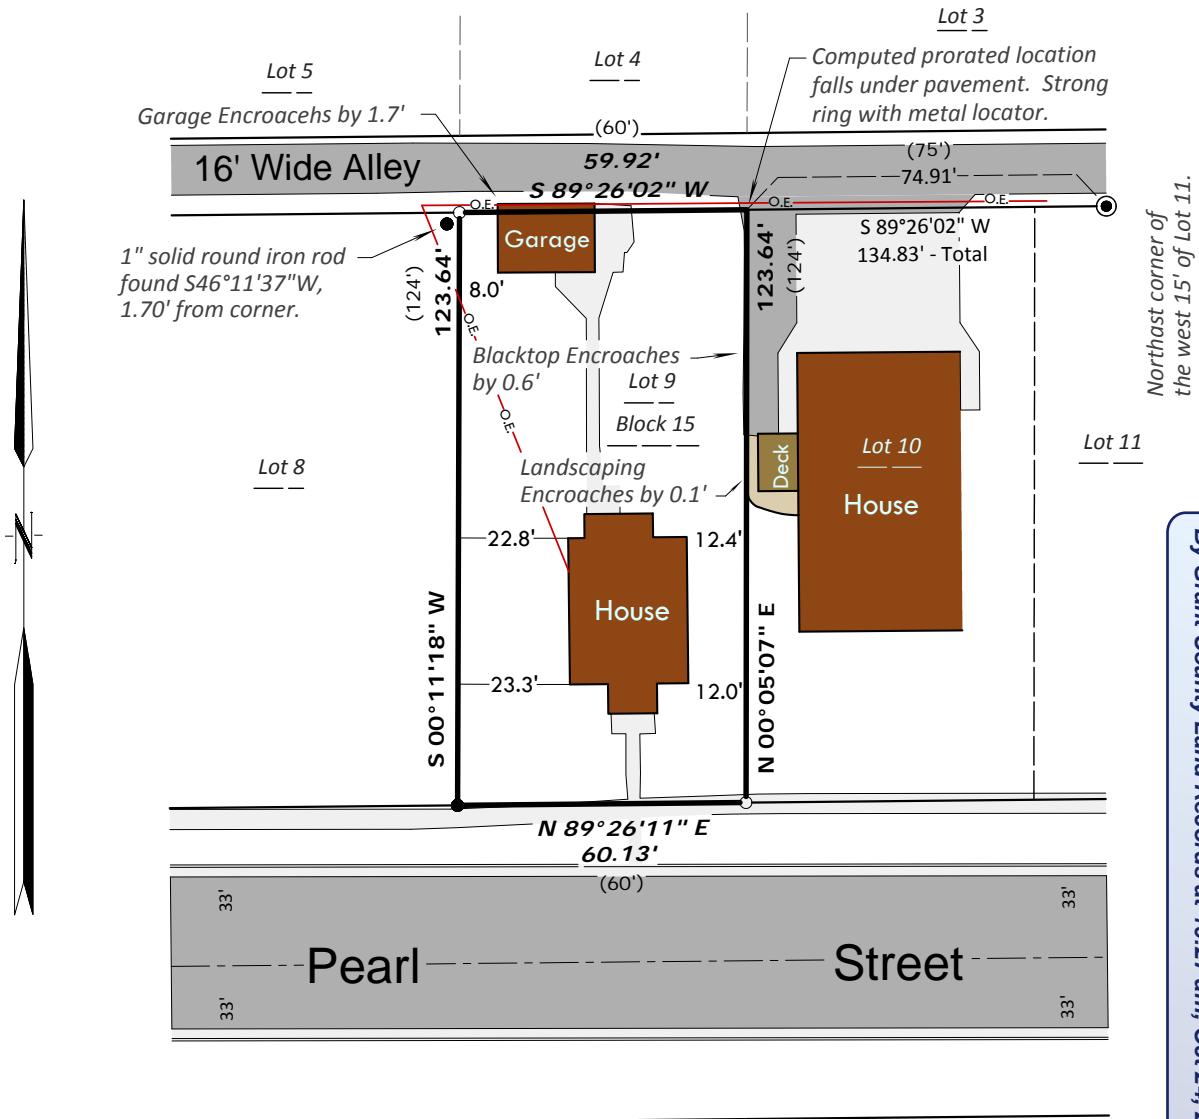 Lot 3
Lot 4
Lot 5
Computed prorated location
falls under pavement.  Strong
ring with metal locator.
Garage Encroacehs by 1.7'
(60')
16' Wide Alley
59.92'
S 89°26'02" W
(75')
74.91'
O.E.
O.E.
O.E.
S 89°26'02" W
134.83' - Total
Northeast corner of
the west 15' of Lot 11.
1" solid round iron rod
found S46°11'37"W,
1.70' from corner.
Garage
(124')
123.64'
8.0'
123.64'
(124')
O.E.
O.E.
Blacktop Encroaches
by 0.6'
Lot 9
Block 15
Lot 8
Landscaping
Encroaches by 0.1'
Deck
Lot 10
House
Lot 11
N
22.8'
12.4'
House
23.3'
12.0'
S 00°11'18" W
N 00°05'07" E
N 89°26'11" E
60.13'
(60')
33'
33'
Pearl
Street
33'
33'